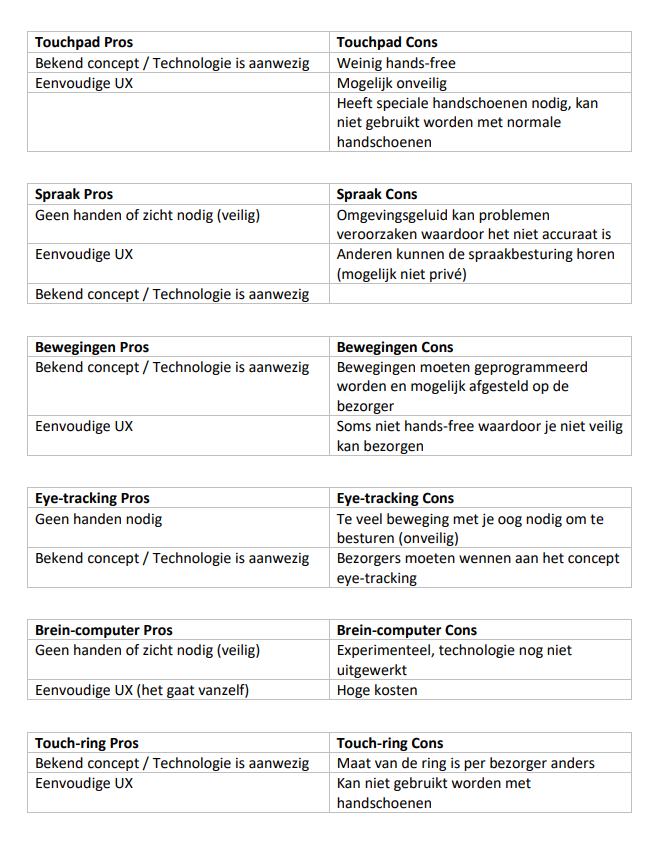 Touchpad Pros
Touchpad Cons
Bekend concept / Technologie is aanwezig
Weinig hands-free
Eenvoudige UX
Mogelijk onveilig
Heeft speciale handschoenen nodig, kan
niet gebruikt worden met normale
handschoenen
Spraak Pros
Spraak Cons
Geen handen of zicht nodig (veilig)
Omgevingsgeluid kan problemen
veroorzaken waardoor het niet accuraat is
Eenvoudige UX
Anderen kunnen de spraakbesturing horen
(mogelijk niet privé)
Bekend concept / Technologie is aanwezig
Bewegingen Pros
Bewegingen Cons
Bekend concept / Technologie is aanwezig
Bewegingen moeten geprogrammeerd
worden en mogelijk afgesteld op de
bezorger
Eenvoudige UX
Soms niet hands-free waardoor je niet veilig
kan bezorgen
Eye-tracking Pros
Eye-tracking Cons
Geen handen nodig
Te veel beweging met je oog nodig om te
besturen (onveilig)
Bekend concept / Technologie is aanwezig
Bezorgers moeten wennen aan het concept
eye-tracking
Brein-computer Pros
Brein-computer Cons
Geen handen of zicht nodig (veilig)
Experimenteel, technologie nog niet
uitgewerkt
Eenvoudige UX (het gaat vanzelf)
Hoge kosten
Touch-ring Pros
Touch-ring Cons
Bekend concept / Technologie is aanwezig
Maat van de ring is per bezorger anders
Eenvoudige UX
Kan niet gebruikt worden met
handschoenen